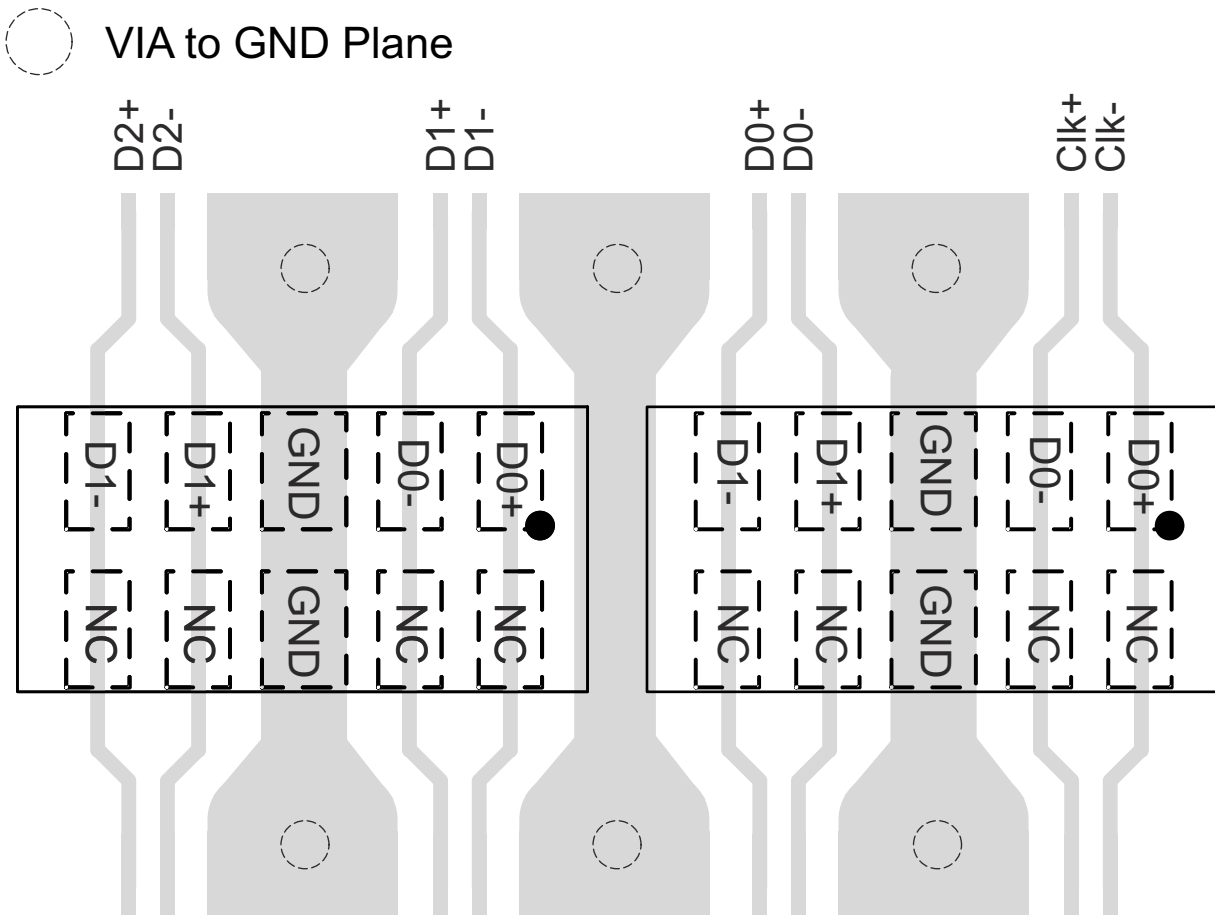 VIA to GND Plane
D2+
D2-
D1+
D1-
D0+
D0-
Clk+
Clk-
D1-
D1+
GND
D0-
D0+
D1-
D1+
GND
D0-
D0+
NC
NC
GND
NC
NC
NC
NC
GND
NC
NC